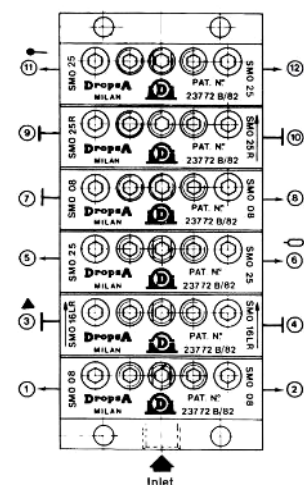 11 SMO 25 DropsA MILAN D PAT. N° 23772 B/82 SMO 25 12
9 SMO 25R DropsA MILAN D PAT. N° 23772 B/82 SMO 25R 10
7 SMO 08 DropsA MILAN D PAT. N° 23772 B/82 SMO 08 8
5 SMO 25 DropsA MILAN D PAT. N° 23772 B/82 SMO 25 6
3 SMO 16LR DropsA MILAN D PAT. N° 23772 B/82 SMO 16LR 4
1 SMO 08 DropsA MILAN D PAT. N° 23772 B/82 SMO 08 2
Inlet